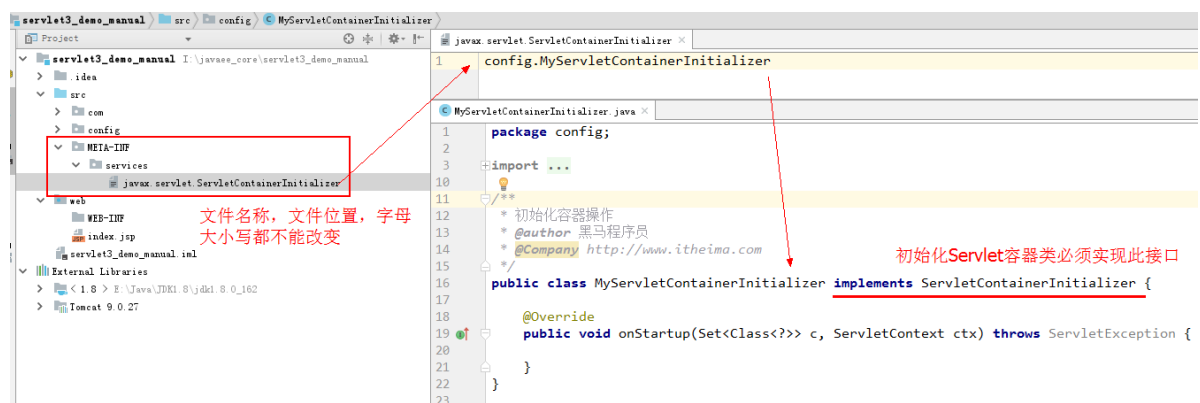 servlet3_demo_manual src config MyServletContainerInitializer
Project
servlet3_demo_manual I:\javaee_core\servlet3_demo_manual
.idea
src
com
config
META-INF
services
javax.servlet.ServletContainerInitializer
web
WEB-INF
index.jsp
servlet3_demo_manual.iml
External Libraries
< 1.8 > E:\Java\JDK1.8\jdk1.8.0_162
Tomcat 9.0.27
文件名称，文件位置，字母
大小写都不能改变
javax.servlet.ServletContainerInitializer
1 config.MyServletContainerInitializer
MyServletContainerInitializer.java
1 package config;
2
3 import ...
10
11 /**
12 * 初始化容器操作
13 * @author 黑马程序员
14 * @Company http://www.itheima.com
15 */
初始化Servlet容器类必须实现此接口
16 public class MyServletContainerInitializer implements ServletContainerInitializer {
17
18 @Override
19 public void onStartup(Set<Class<?>> c, ServletContext ctx) throws ServletException {
20
21 }
22 }
23